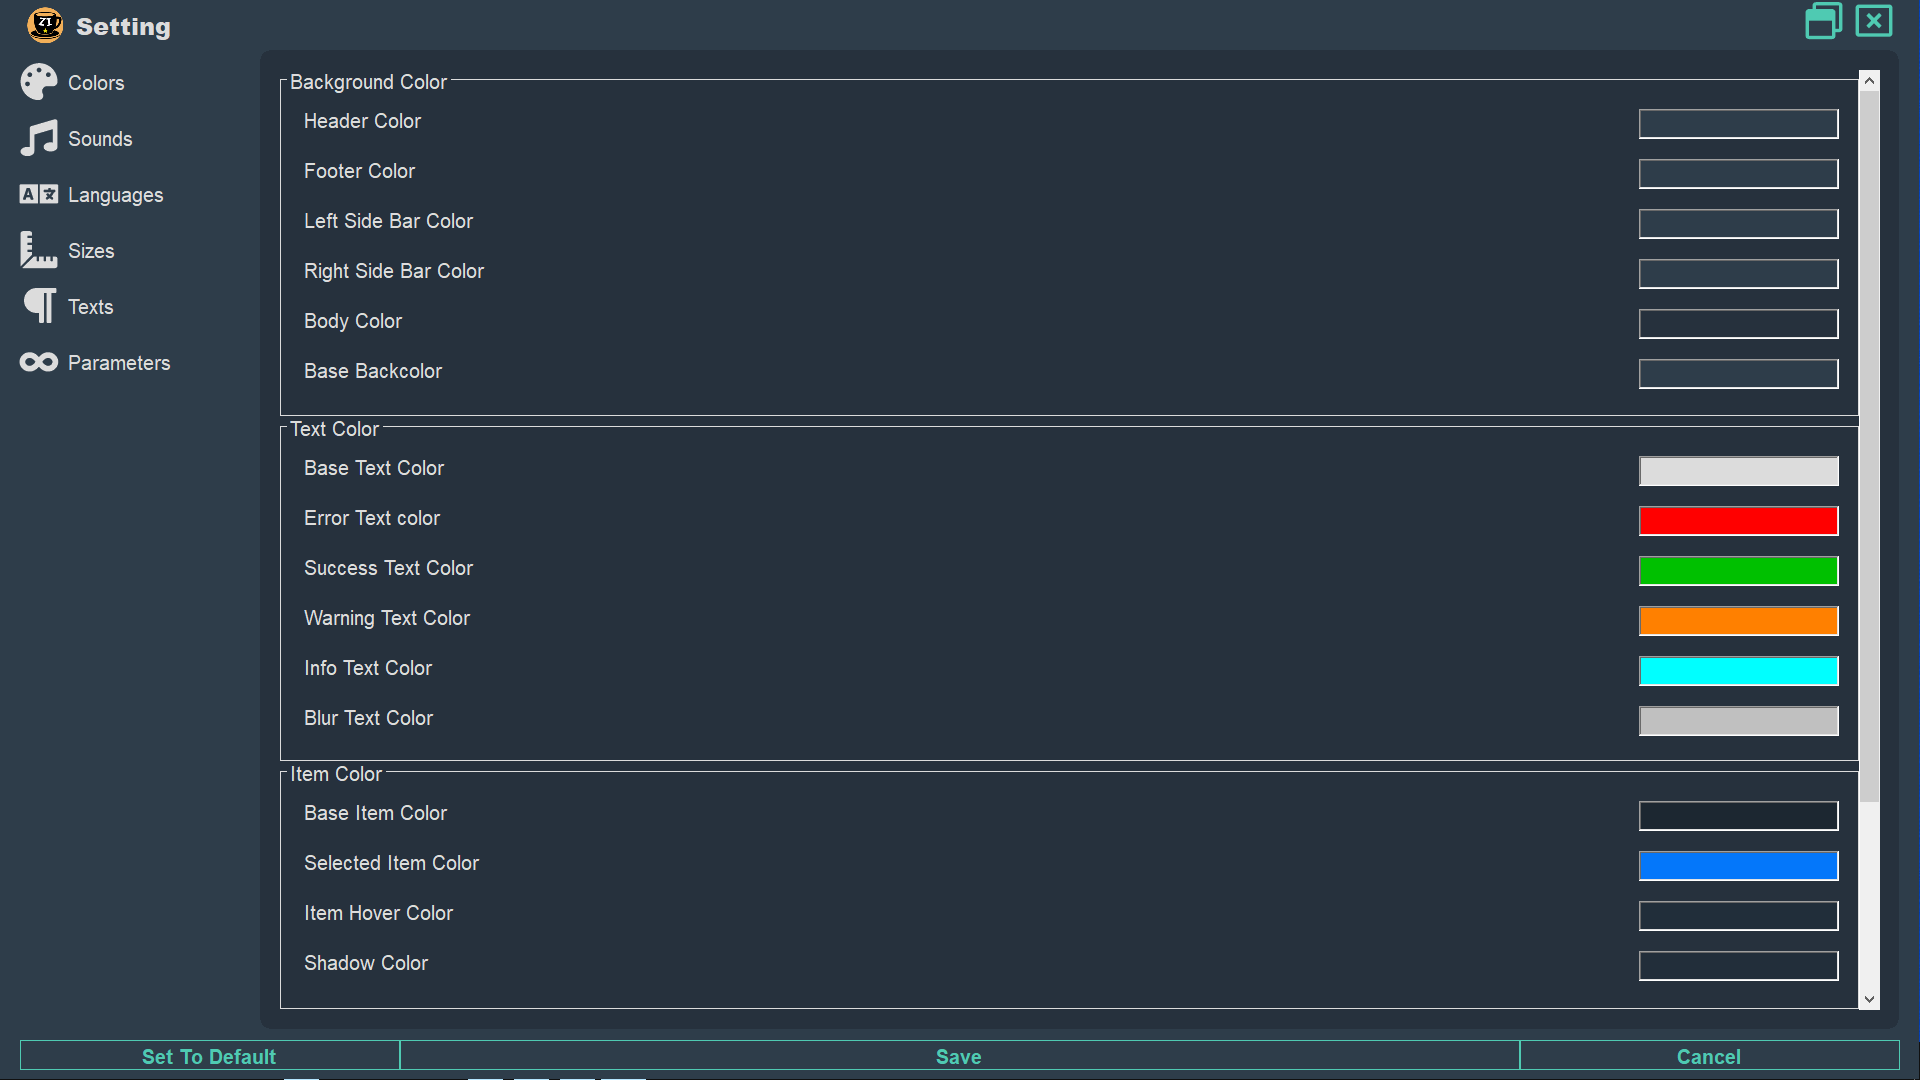 Setting
Colors
Sounds
Languages
Sizes
Texts
Parameters
Background Color
Header Color
Footer Color
Left Side Bar Color
Right Side Bar Color
Body Color
Base Backcolor
Text Color
Base Text Color
Error Text color
Success Text Color
Warning Text Color
Info Text Color
Blur Text Color
Item Color
Base Item Color
Selected Item Color
Item Hover Color
Shadow Color
Set To Default
Save
Cancel